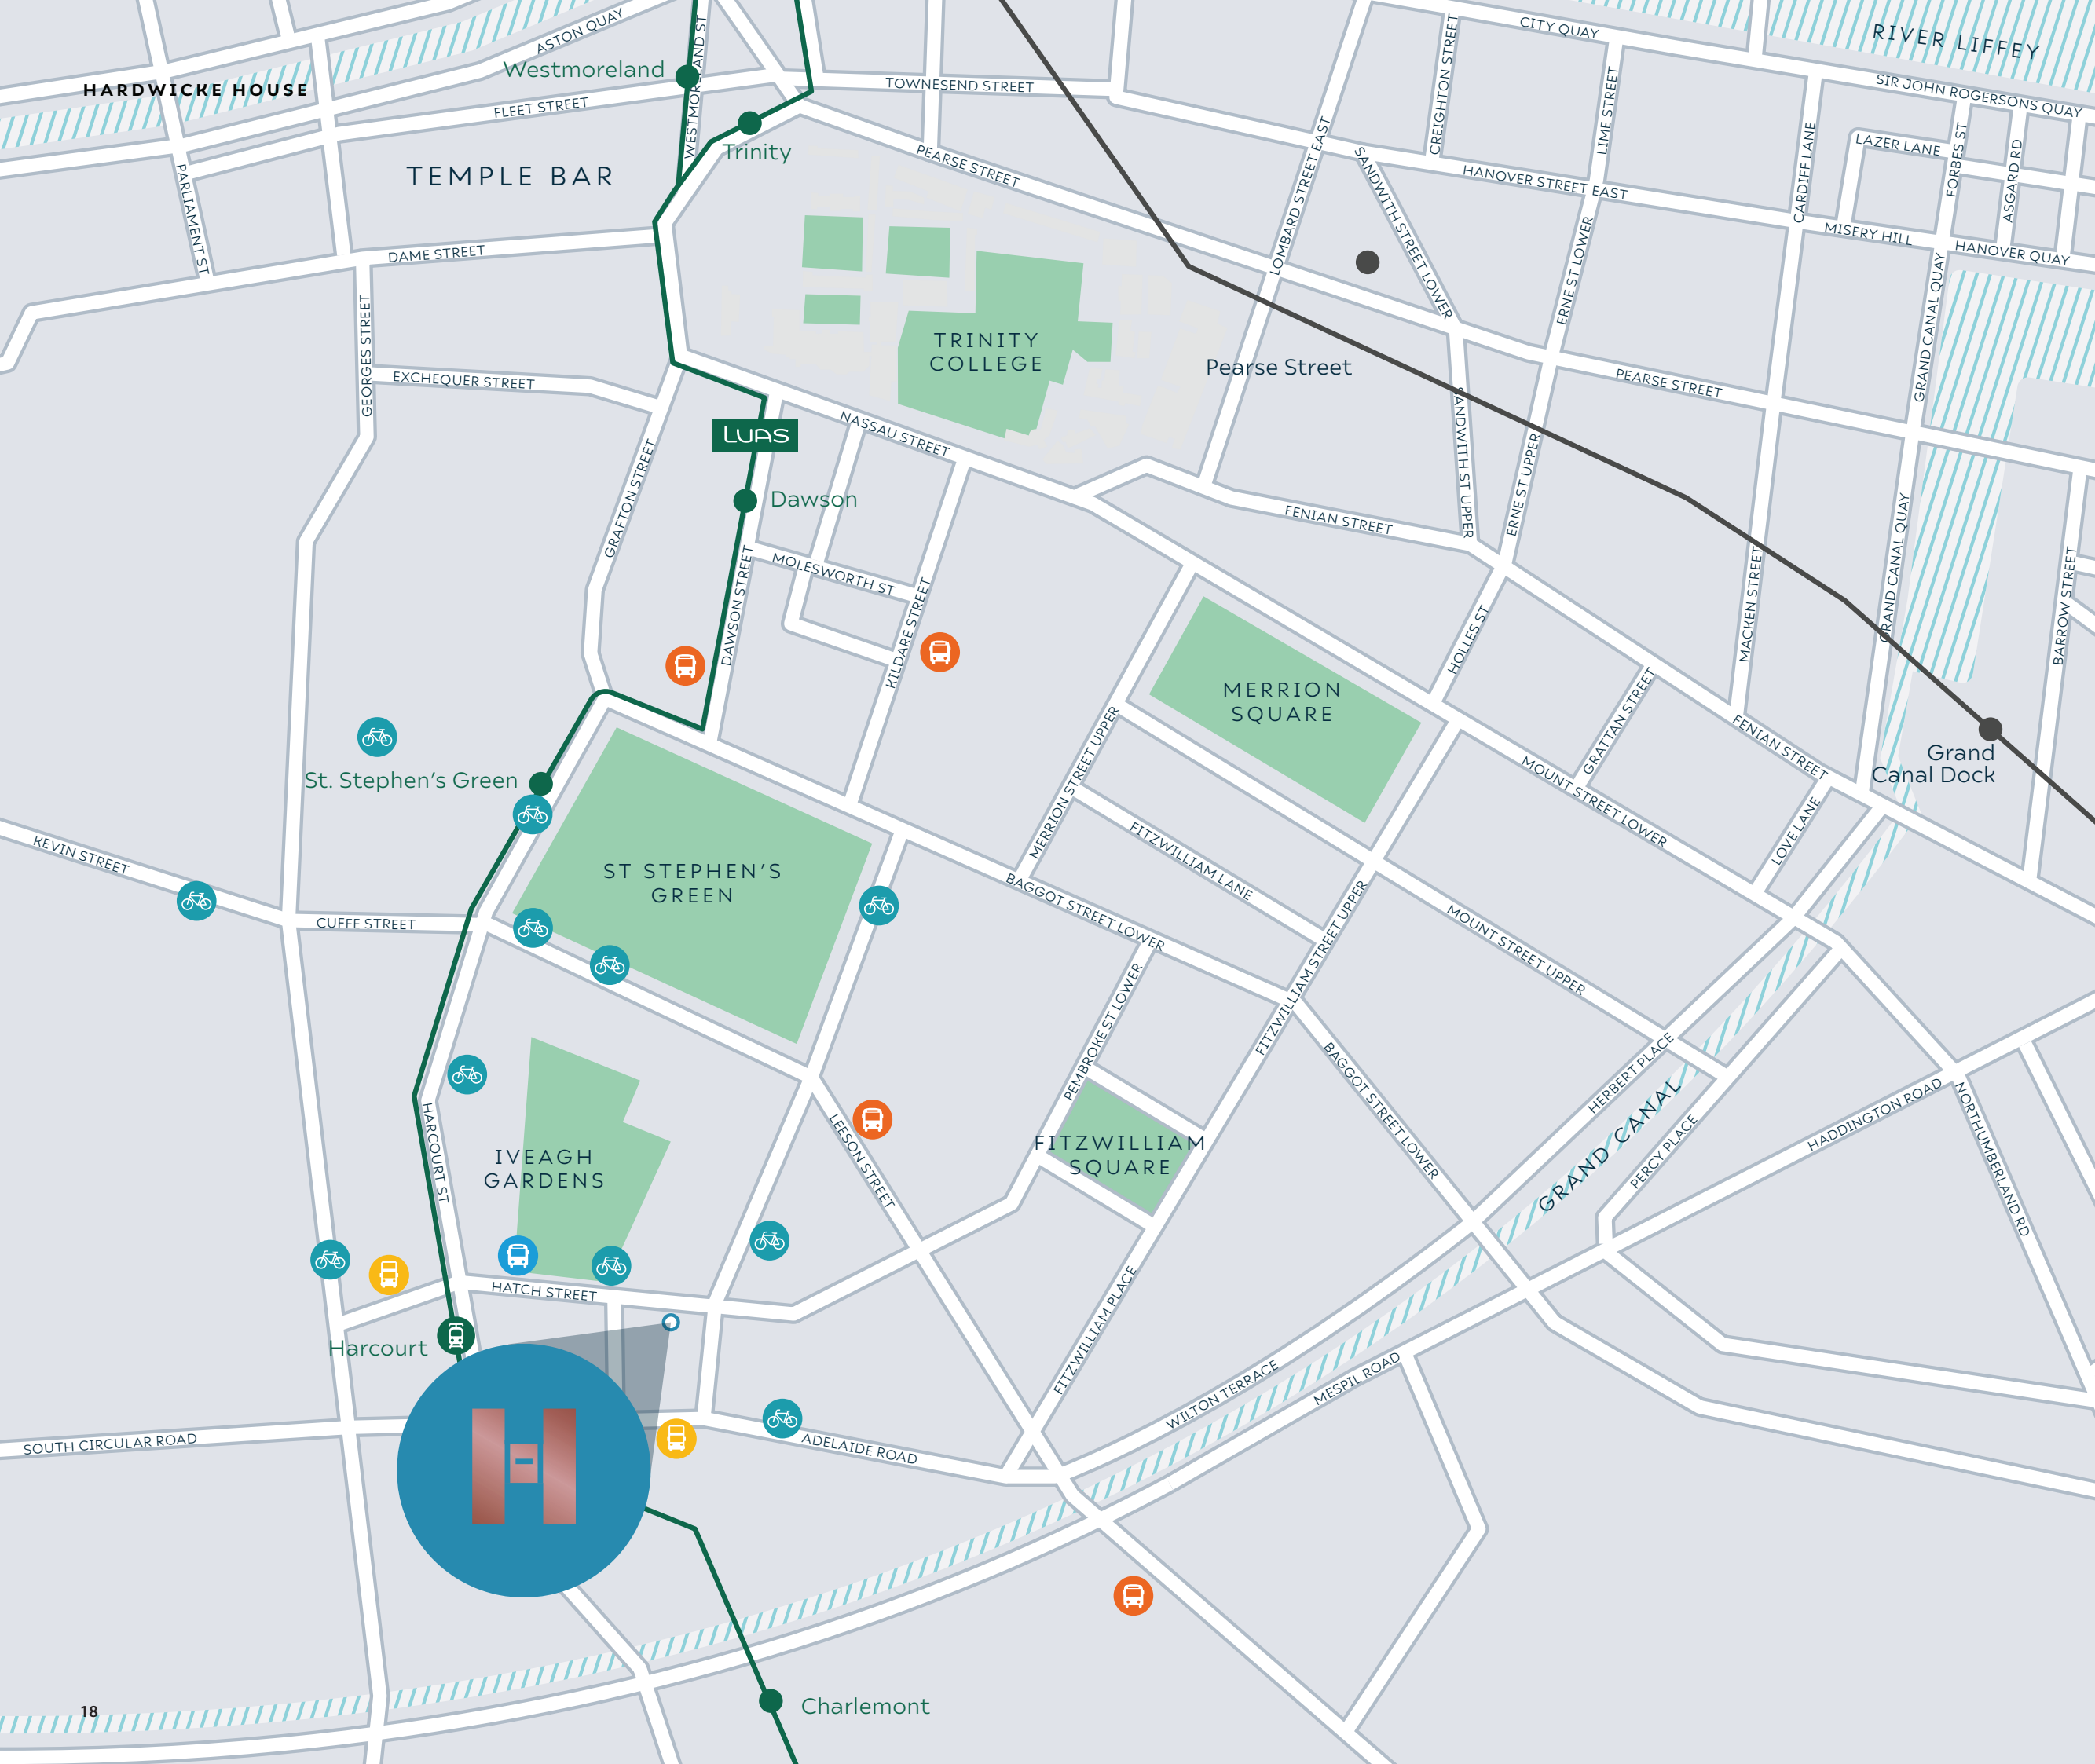 CITY QUAY
RIVER LIFFEY
ASTON QUAY
WESTMORELAND ST
CREIGHTON STREET
Westmoreland
HARDWICKE HOUSE
TOWNESEND STREET
LIME STREET
SIR JOHN ROGERSONS QUAY
FLEET STREET
Trinity
PEARSE STREET
LOMBARD STREET EAST
SANDWITH STREET LOWER
HANOVER STREET EAST
CARDIFF LANE
LAZER LANE
FORBES ST
ASGARD RD
TEMPLE BAR
PARLIAMENT ST
MISERY HILL
HANOVER QUAY
DAME STREET
ERNE ST LOWER
GRAND CANAL QUAY
GEORGES STREET
TRINITY
COLLEGE
Pearse Street
EXCHEQUER STREET
PEARSE STREET
SANDWITH ST UPPER
NASSAU STREET
LUAS
GRAFTON STREET
Dawson
ERNE ST UPPER
FENIAN STREET
GRAND CANAL QUAY
MOLESWORTH ST
DAWSON STREET
KILDARE STREET
MACKEN STREET
BARROW STREET
HOLLES ST
MERRION
SQUARE
GRATTAN STREET
MERRION STREET UPPER
FENIAN STREET
Grand
Canal Dock
St. Stephen's Green
MOUNT STREET LOWER
LOVE LANE
KEVIN STREET
FITZWILLIAM LANE
ST STEPHEN'S
GREEN
BAGGOT STREET LOWER
CUFFE STREET
FITZWILLIAM STREET UPPER
MOUNT STREET UPPER
PEMBROKE ST LOWER
BAGGOT STREET LOWER
HERBERT PLACE
GRAND CANAL
PERCY PLACE
HADDINGTON ROAD
NORTHUMBERLAND RD
HARCOURT ST
IVEAGH
GARDENS
LEESON STREET
FITZWILLIAM
SQUARE
HATCH STREET
FITZWILLIAM PLACE
Harcourt
WILTON TERRACE
MESPIL ROAD
SOUTH CIRCULAR ROAD
ADELAIDE ROAD
H
Charlemont
18